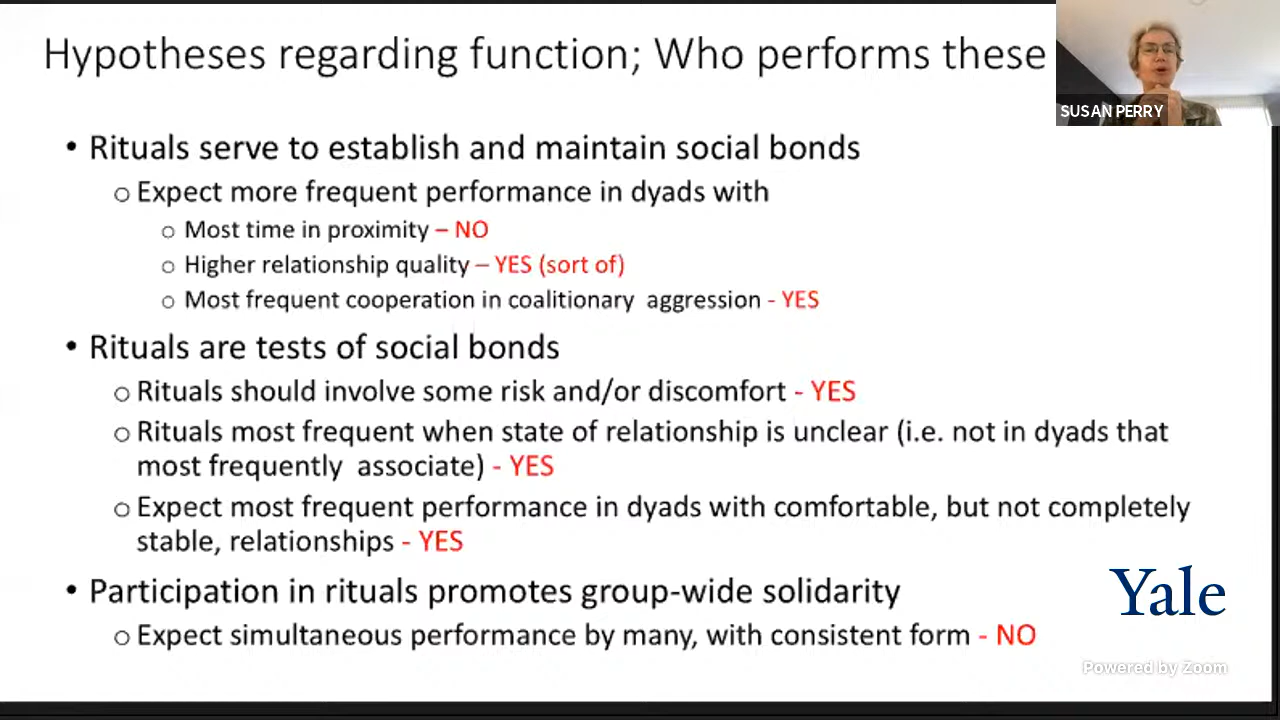 Hypotheses regarding function; Who performs these
SUSAN PERRY
• Rituals serve to establish and maintain social bonds
o Expect more frequent performance in dyads with
o Most time in proximity – NO
o Higher relationship quality – YES (sort of)
o Most frequent cooperation in coalitionary  aggression - YES
• Rituals are tests of social bonds
o Rituals should involve some risk and/or discomfort - YES
o Rituals most frequent when state of relationship is unclear (i.e. not in dyads that
most frequently  associate) - YES
o Expect most frequent performance in dyads with comfortable, but not completely
stable, relationships - YES
• Participation in rituals promotes group-wide solidarity
o Expect simultaneous performance by many, with consistent form - NO
Yale
Powered by Zoom